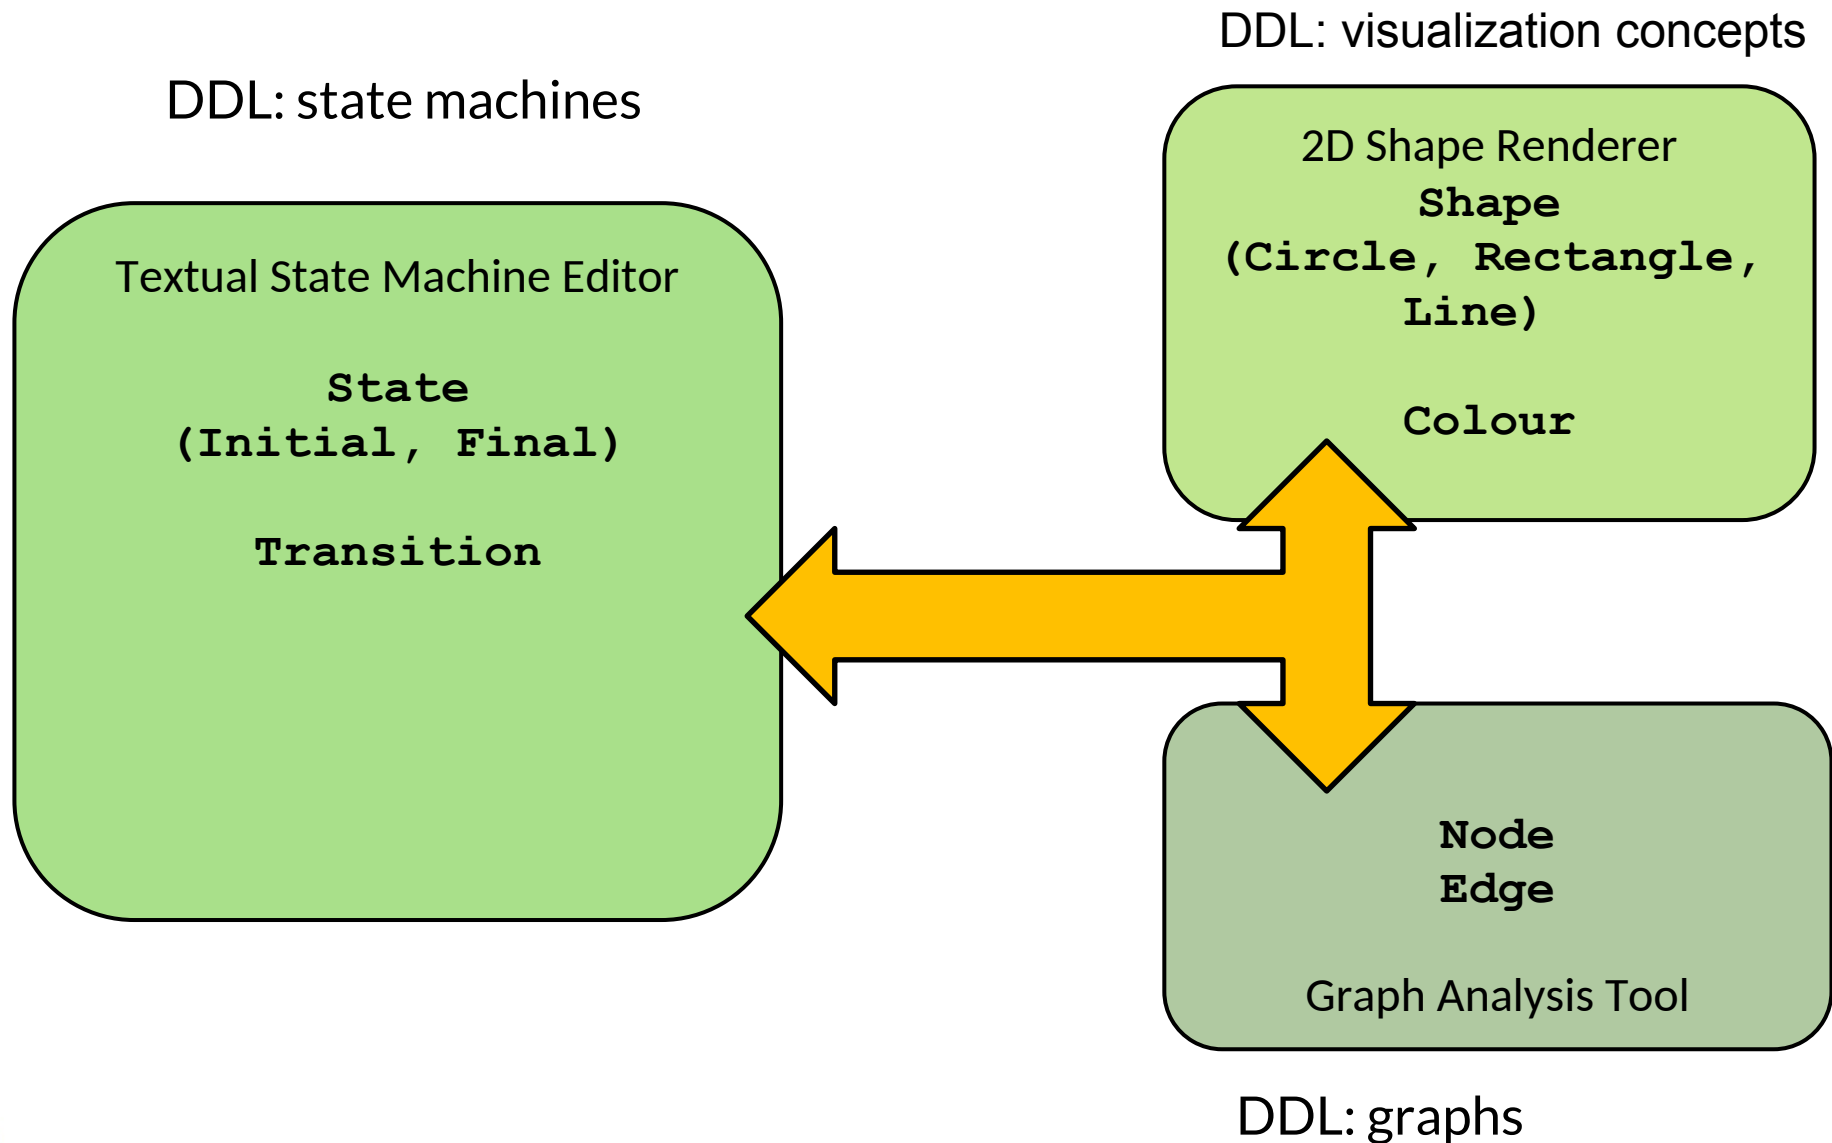 DDL: state machines
Textual State Machine Editor
State
(Initial, Final)
Transition
DDL: visualization concepts
2D Shape Renderer
Shape
(Circle, Rectangle,
Line)
Colour
Node
Edge
Graph Analysis Tool
DDL: graphs